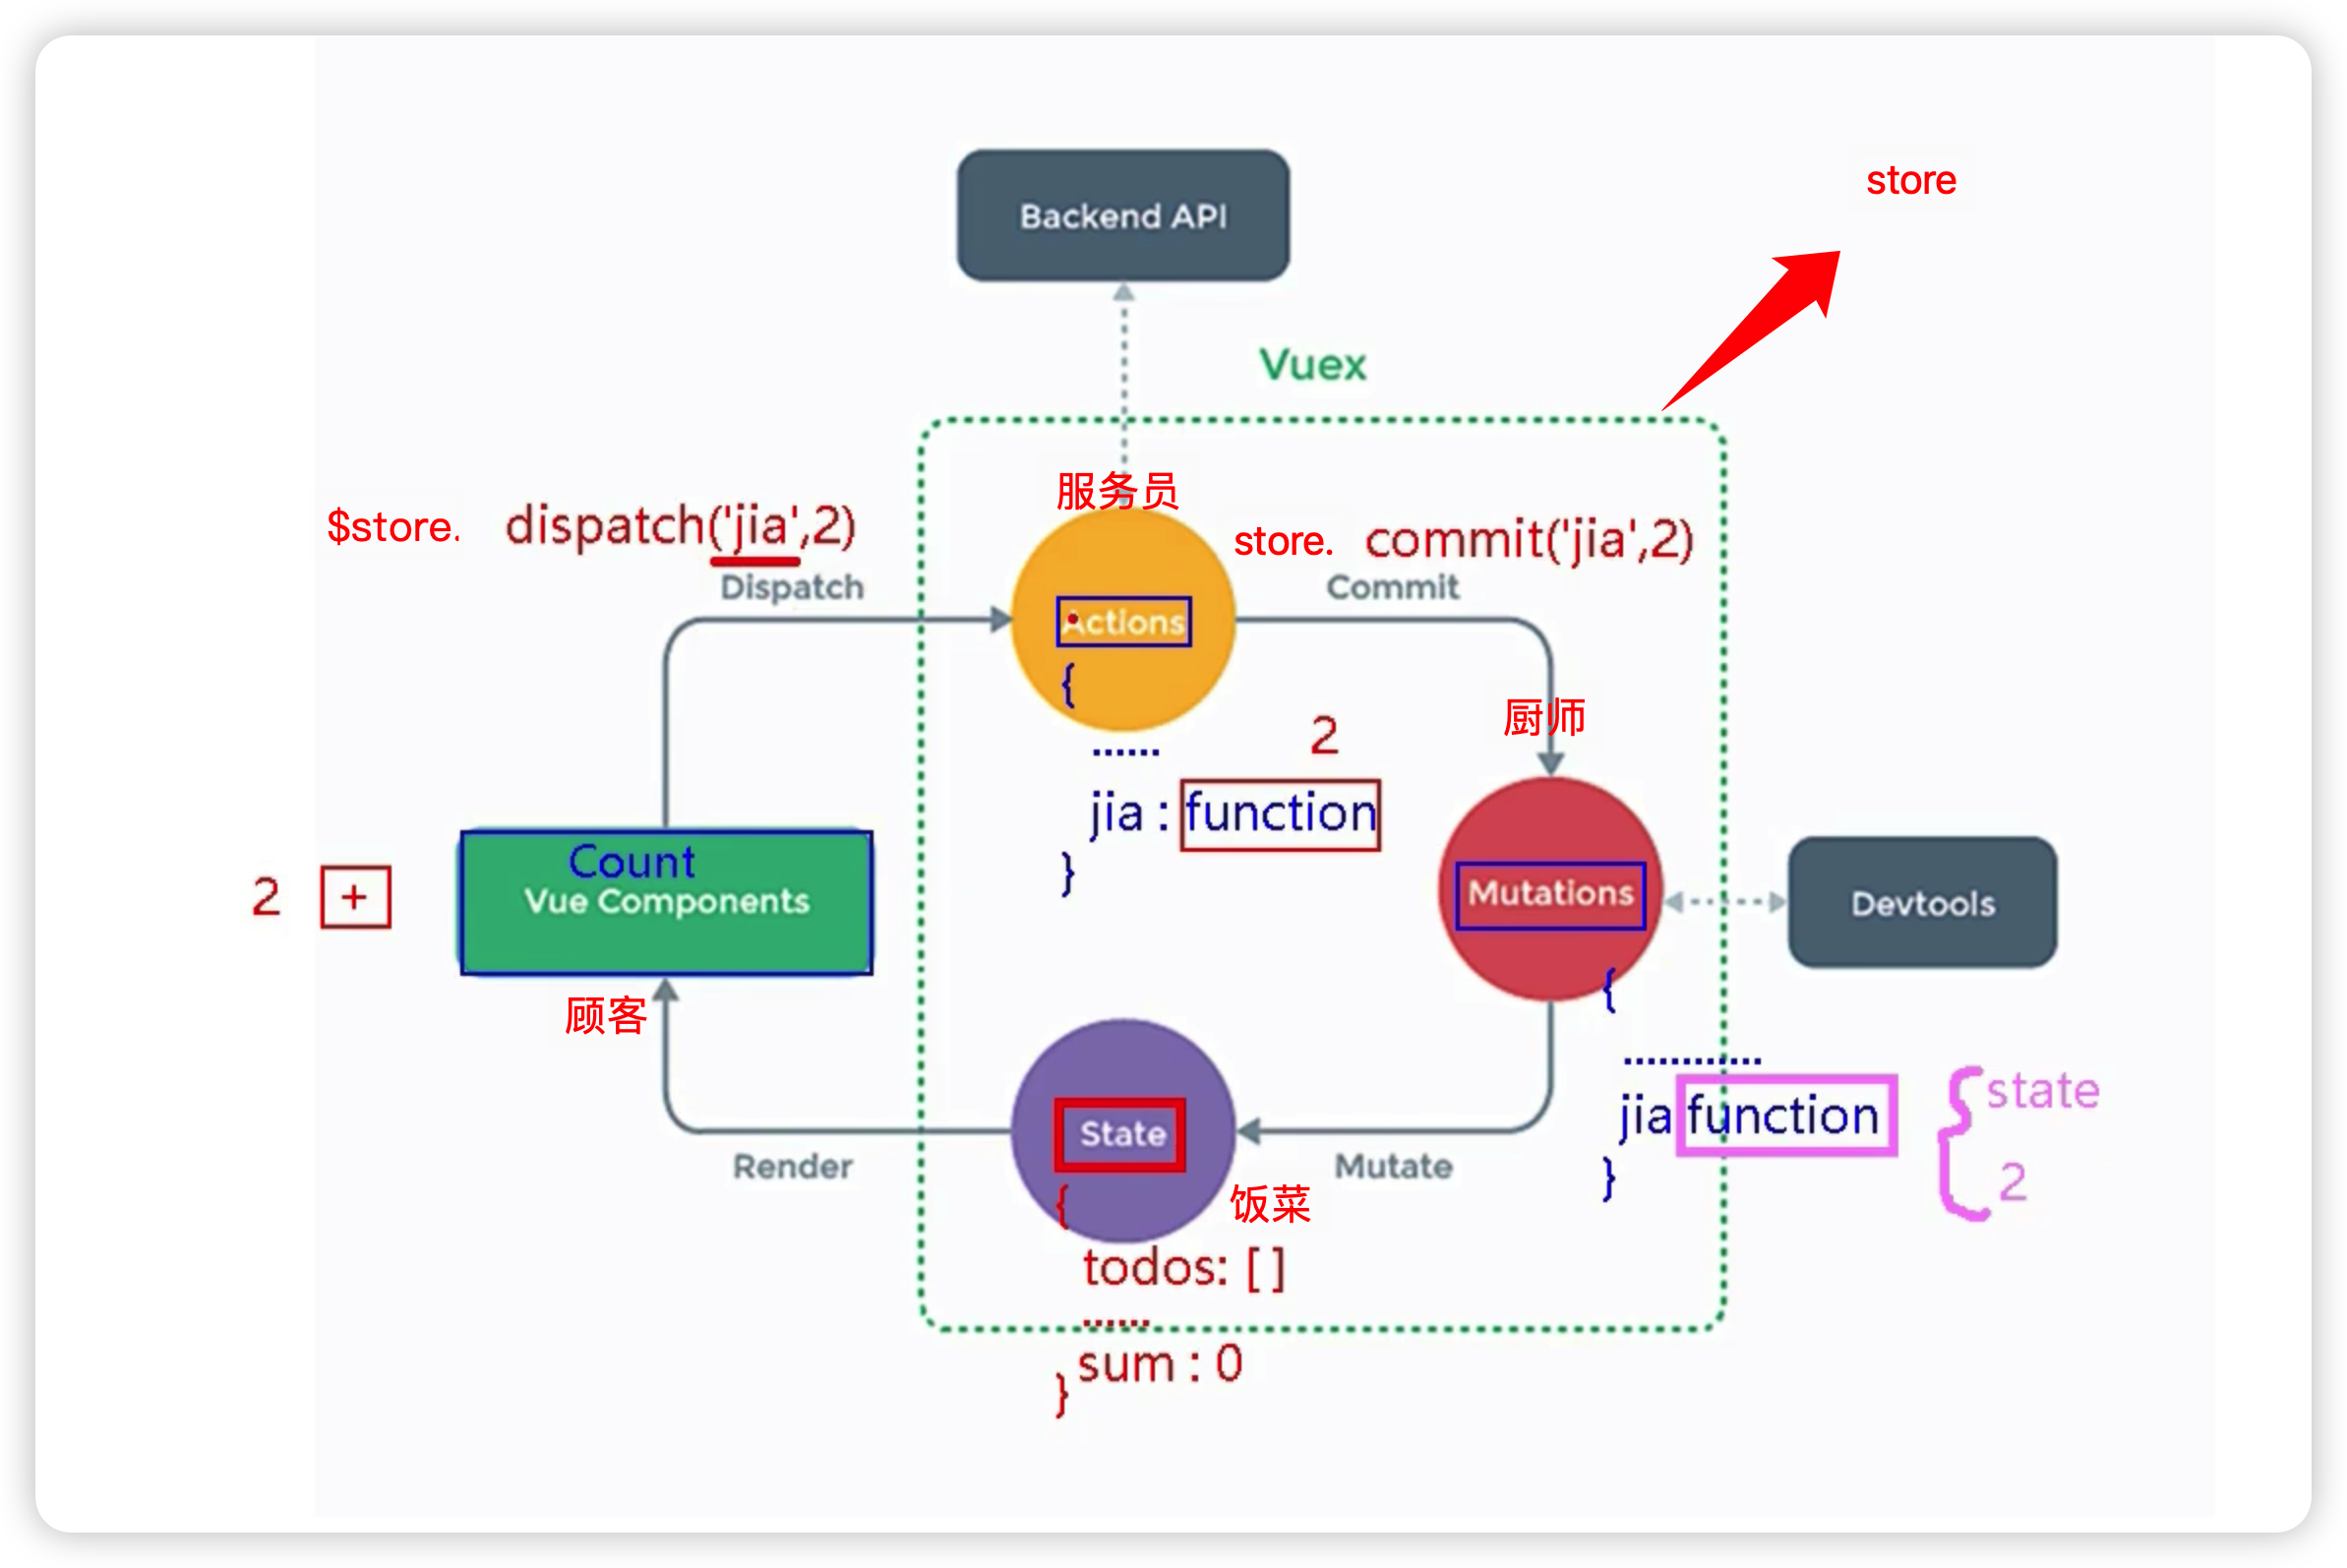 store
Backend API
Vuex
服务员
$store. dispatch('jia',2)
store. commit('jia',2)
Dispatch
Commit
Actions
{
......
2
jia : function
}
厨师
Count
Vue Components
2 +
顾客
Mutations
Devtools
{
............
jia function
}
{ state
2
State
Render
Mutate
饭菜
{
todos: [ ]
......
sum : 0
}